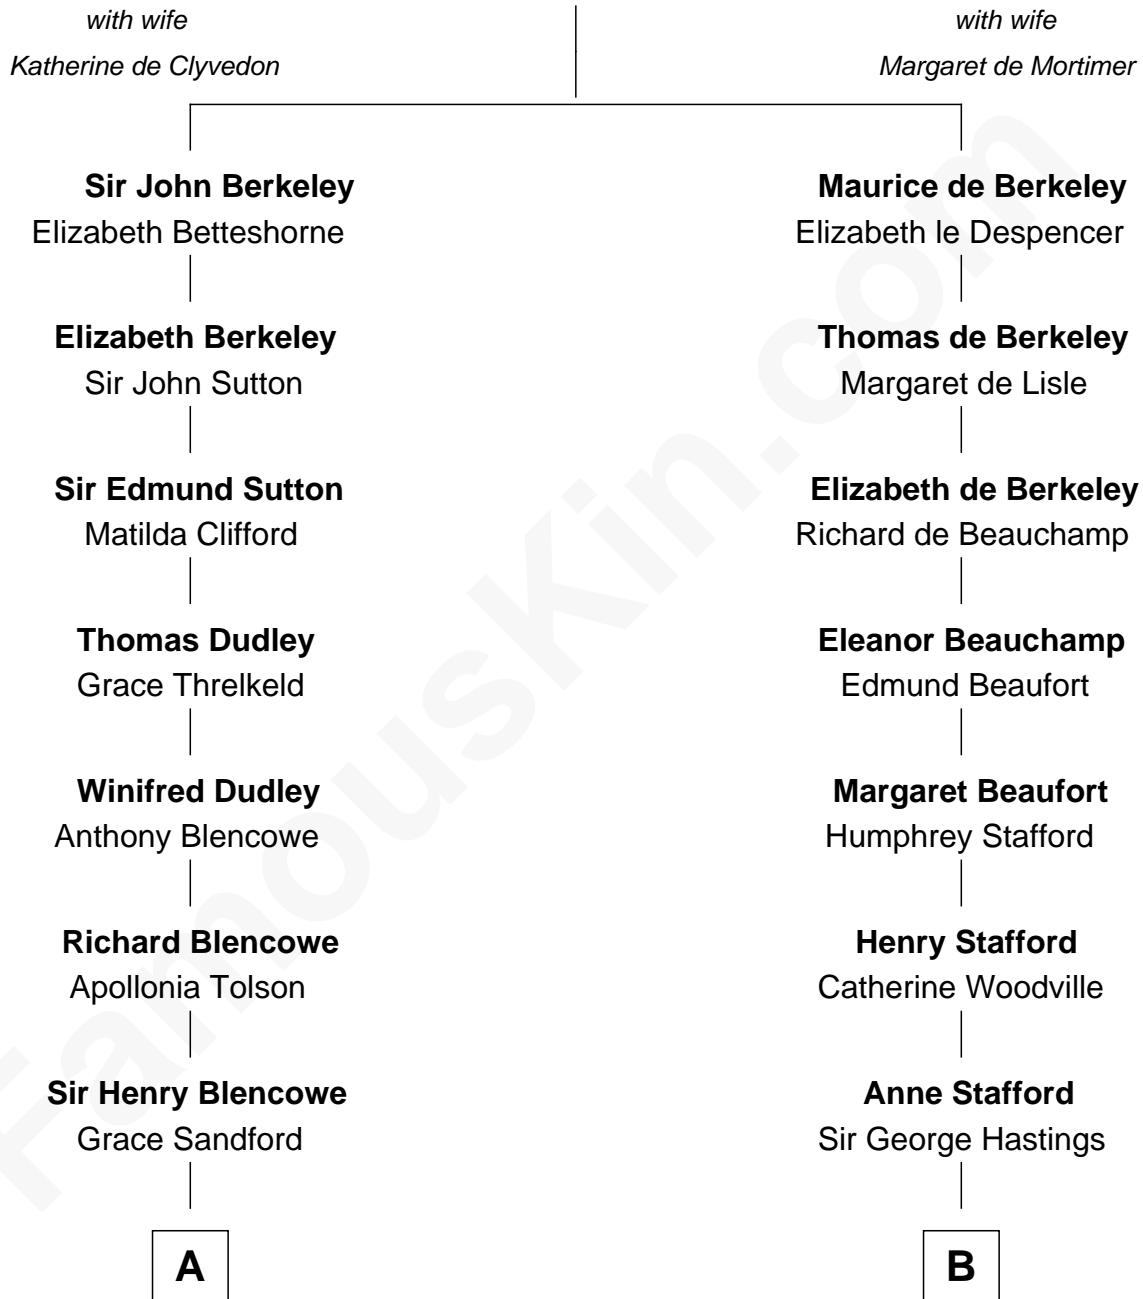 with wife
Katherine de Clyvedon
with wife
Margaret de Mortimer
Sir John Berkeley
Elizabeth Betteshorne
Maurice de Berkeley
Elizabeth le Despencer
Elizabeth Berkeley
Sir John Sutton
Thomas de Berkeley
Margaret de Lisle
Sir Edmund Sutton
Matilda Clifford
Elizabeth de Berkeley
Richard de Beauchamp
Thomas Dudley
Grace Threlkeld
Eleanor Beauchamp
Edmund Beaufort
Winifred Dudley
Anthony Blencowe
Margaret Beaufort
Humphrey Stafford
Richard Blencowe
Apollonia Tolson
Henry Stafford
Catherine Woodville
Sir Henry Blencowe
Grace Sandford
Anne Stafford
Sir George Hastings
A
B
FamousKin.com